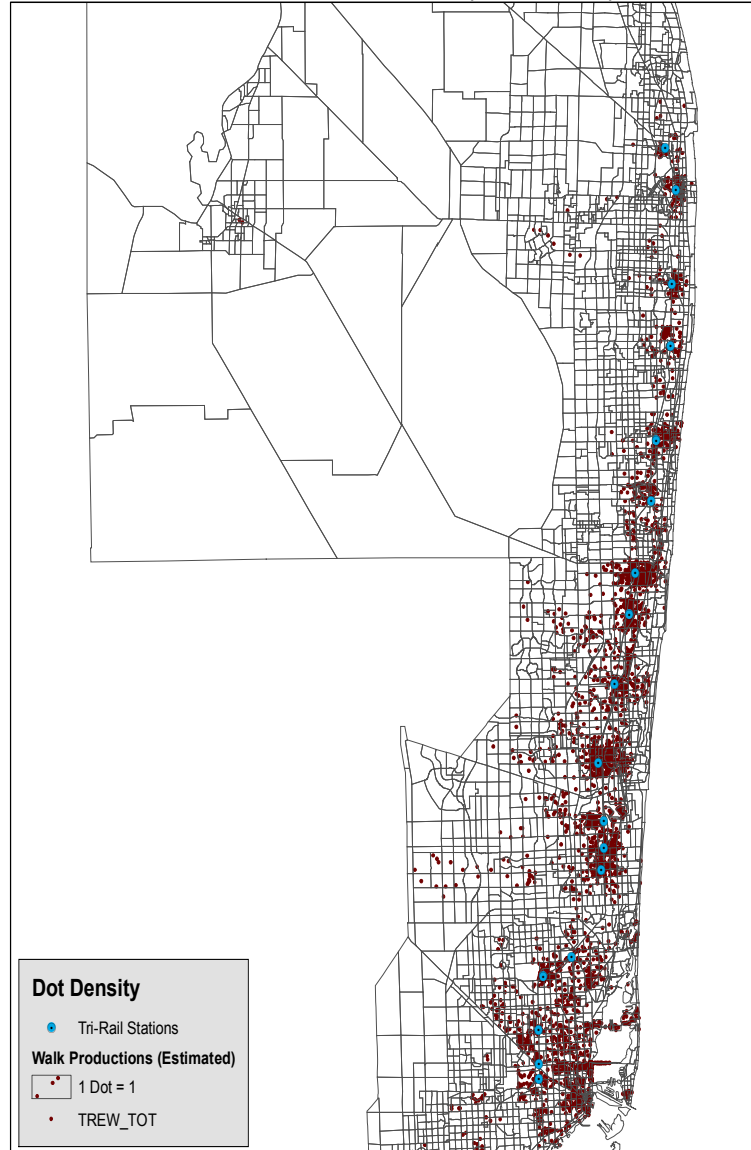 Dot Density
Tri-Rail Stations
Walk Productions (Estimated)
1 Dot = 1
TREW_TOT